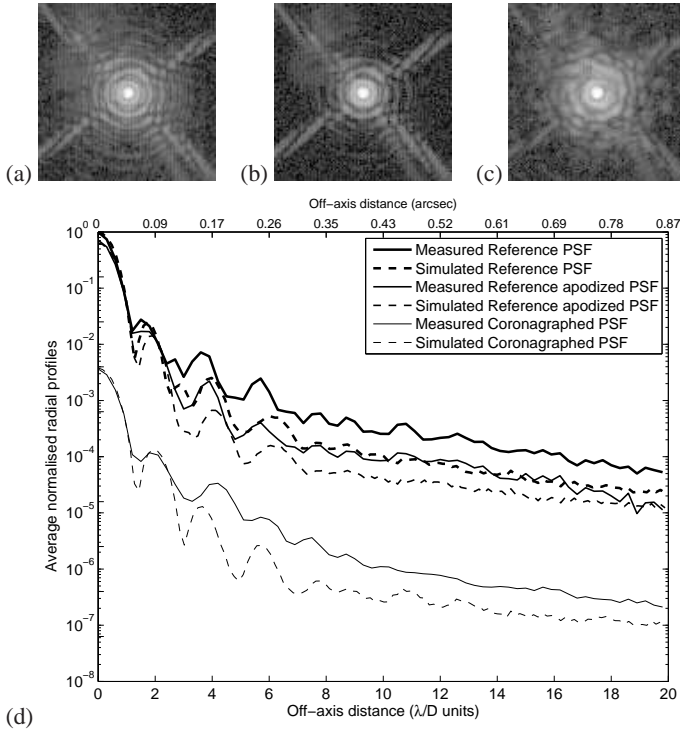 (a)
(b)
(c)
Off−axis distance (arcsec)
0 0.09 0.17 0.26 0.35 0.43 0.52 0.61 0.69 0.78 0.87
Measured Reference PSF
Simulated Reference PSF
Measured Reference apodized PSF
Simulated Reference apodized PSF
Measured Coronagraphed PSF
Simulated Coronagraphed PSF
Average normalised radial profiles
10⁰
10⁻¹
10⁻²
10⁻³
10⁻⁴
10⁻⁵
10⁻⁶
10⁻⁷
10⁻⁸
0 2 4 6 8 10 12 14 16 18 20
Off−axis distance (λ/D units)
(d)